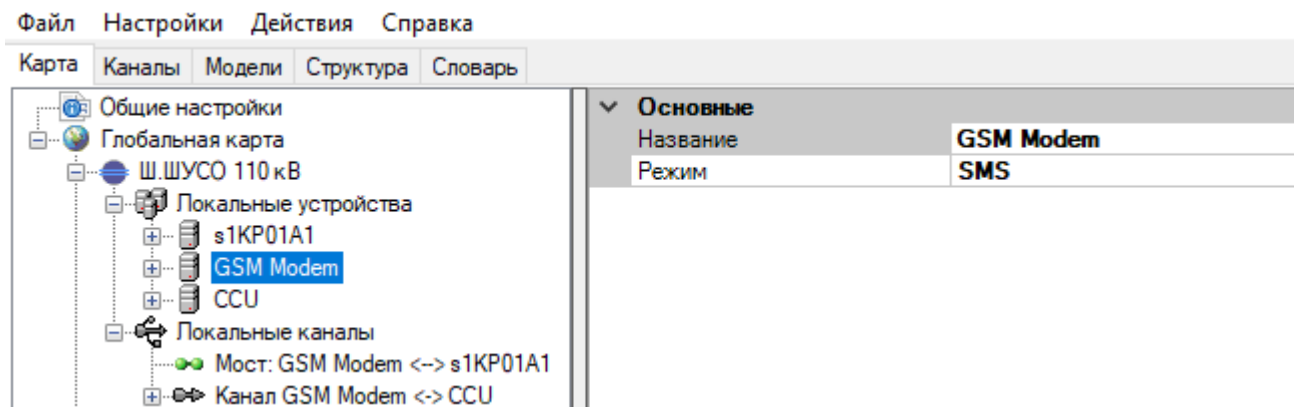 Файл Настройки Действия Справка
Карта Каналы Модели Структура Словарь
Общие настройки
Глобальная карта
Ш.ШУСО 110 кВ
Локальные устройства
s1KP01A1
GSM Modem
CCU
Локальные каналы
Мост: GSM Modem <--> s1KP01A1
Канал GSM Modem <-> CCU
Основные
Название GSM Modem
Режим SMS